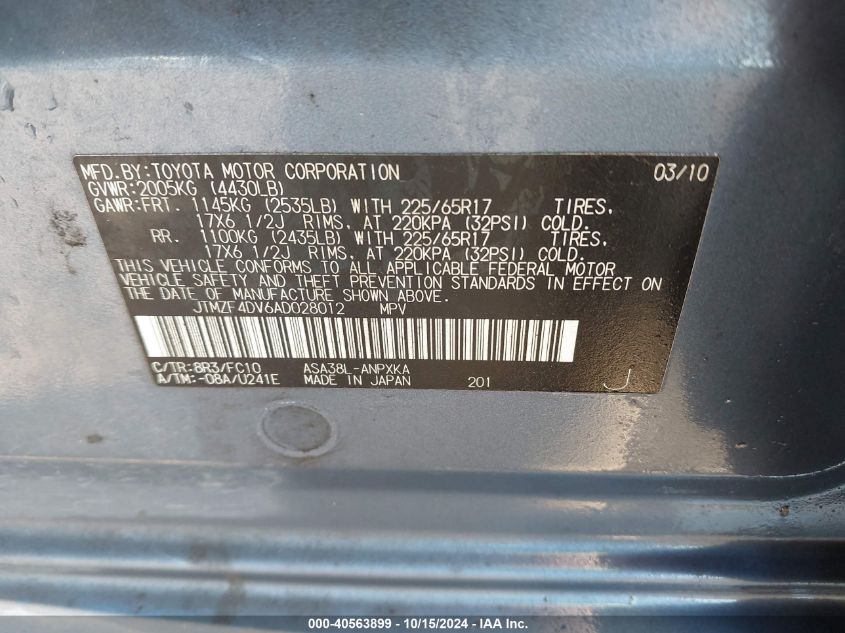 MFD.BY:TOYOTA MOTOR CORPORATION 03/10
GVWR:2005KG (4430LB)
GAWR:FRT. 1145KG (2535LB) WITH 225/65R17 TIRES,
17X6 1/2J RIMS, AT 220KPA (32PSI) COLD.
RR. 1100KG (2435LB) WITH 225/65R17 TIRES,
17X6 1/2J RIMS, AT 220KPA (32PSI) COLD.
THIS VEHICLE CONFORMS TO ALL APPLICABLE FEDERAL MOTOR
VEHICLE SAFETY AND THEFT PREVENTION STANDARDS IN EFFECT ON
THE DATE OF MANUFACTURE SHOWN ABOVE.
JTMZF4DV6AD028012 MPV
C/TR:8R3/FC10 ASA38L-ANPXKA
A/TM:-08A/U241E MADE IN JAPAN 201 J
000-40563899 - 10/15/2024 - IAA Inc.